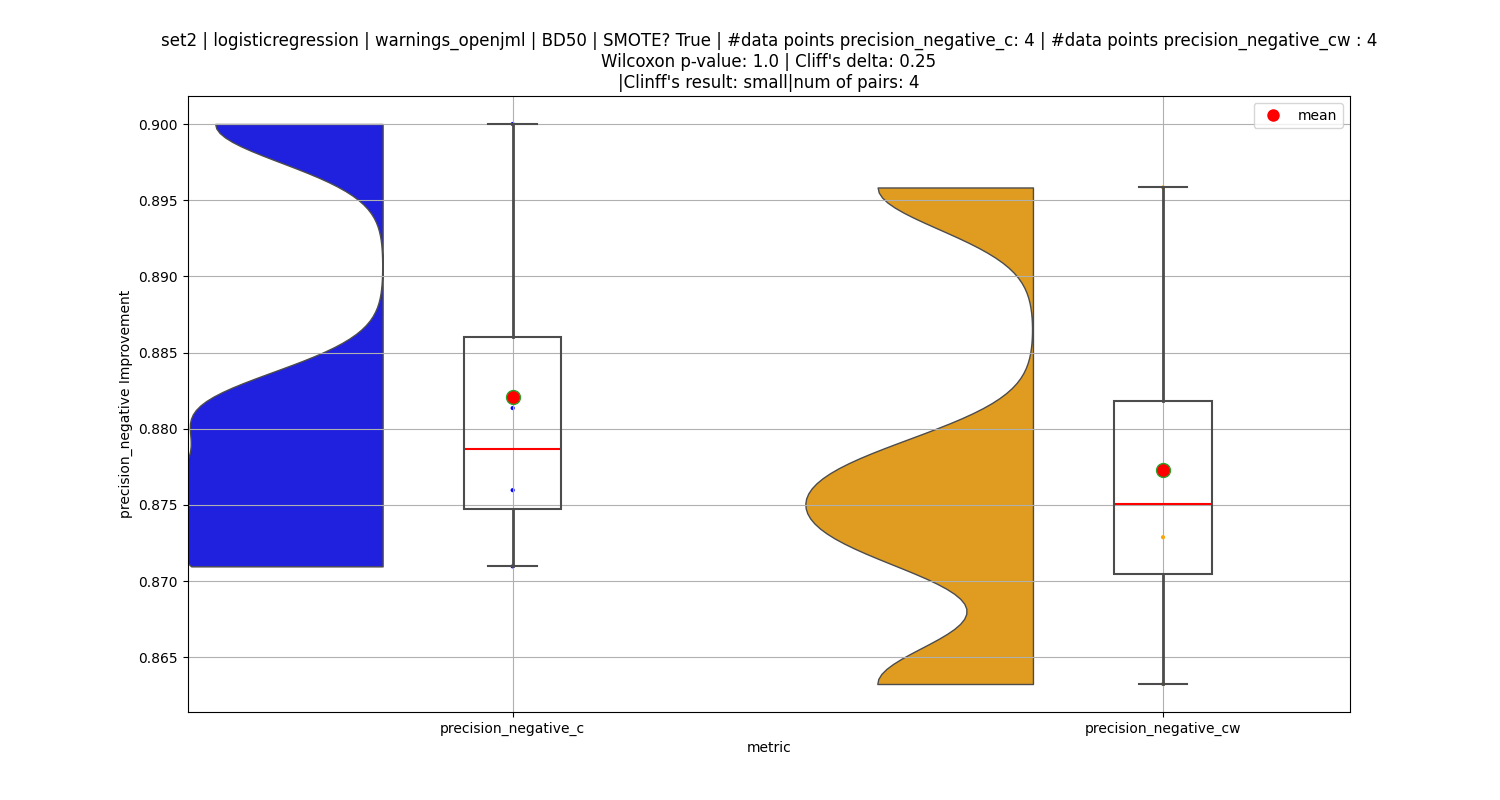 set2 | logisticregression | warnings_openjml | BD50 | SMOTE? True | #data points precision_negative_c: 4 | #data points precision_negative_cw : 4
Wilcoxon p-value: 1.0 | Cliff's delta: 0.25
|Clinff's result: small|num of pairs: 4
mean
0.900
0.895
0.890
0.885
0.880
0.875
0.870
0.865
precision_negative Improvement
precision_negative_c
precision_negative_cw
metric